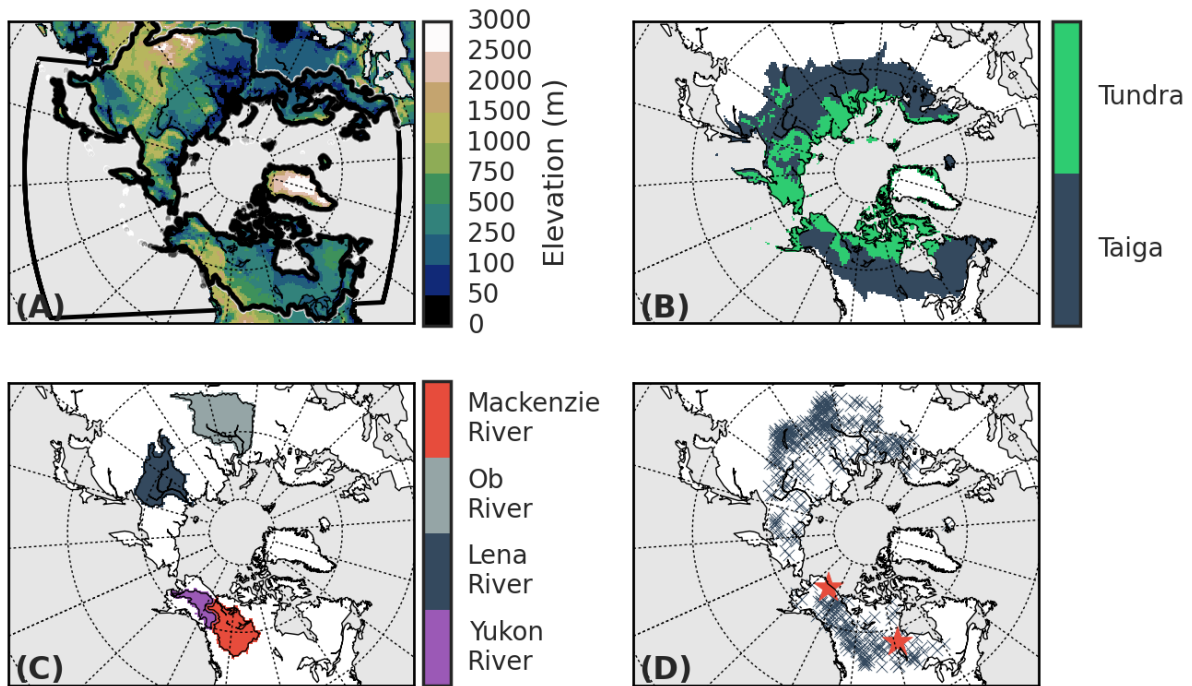 3000
2500
2000
1500
1000
750
500
250
100
50
0
Elevation (m)
(A)
Tundra
Taiga
(B)
Mackenzie
River
Ob
River
Lena
River
Yukon
River
(C)
(D)